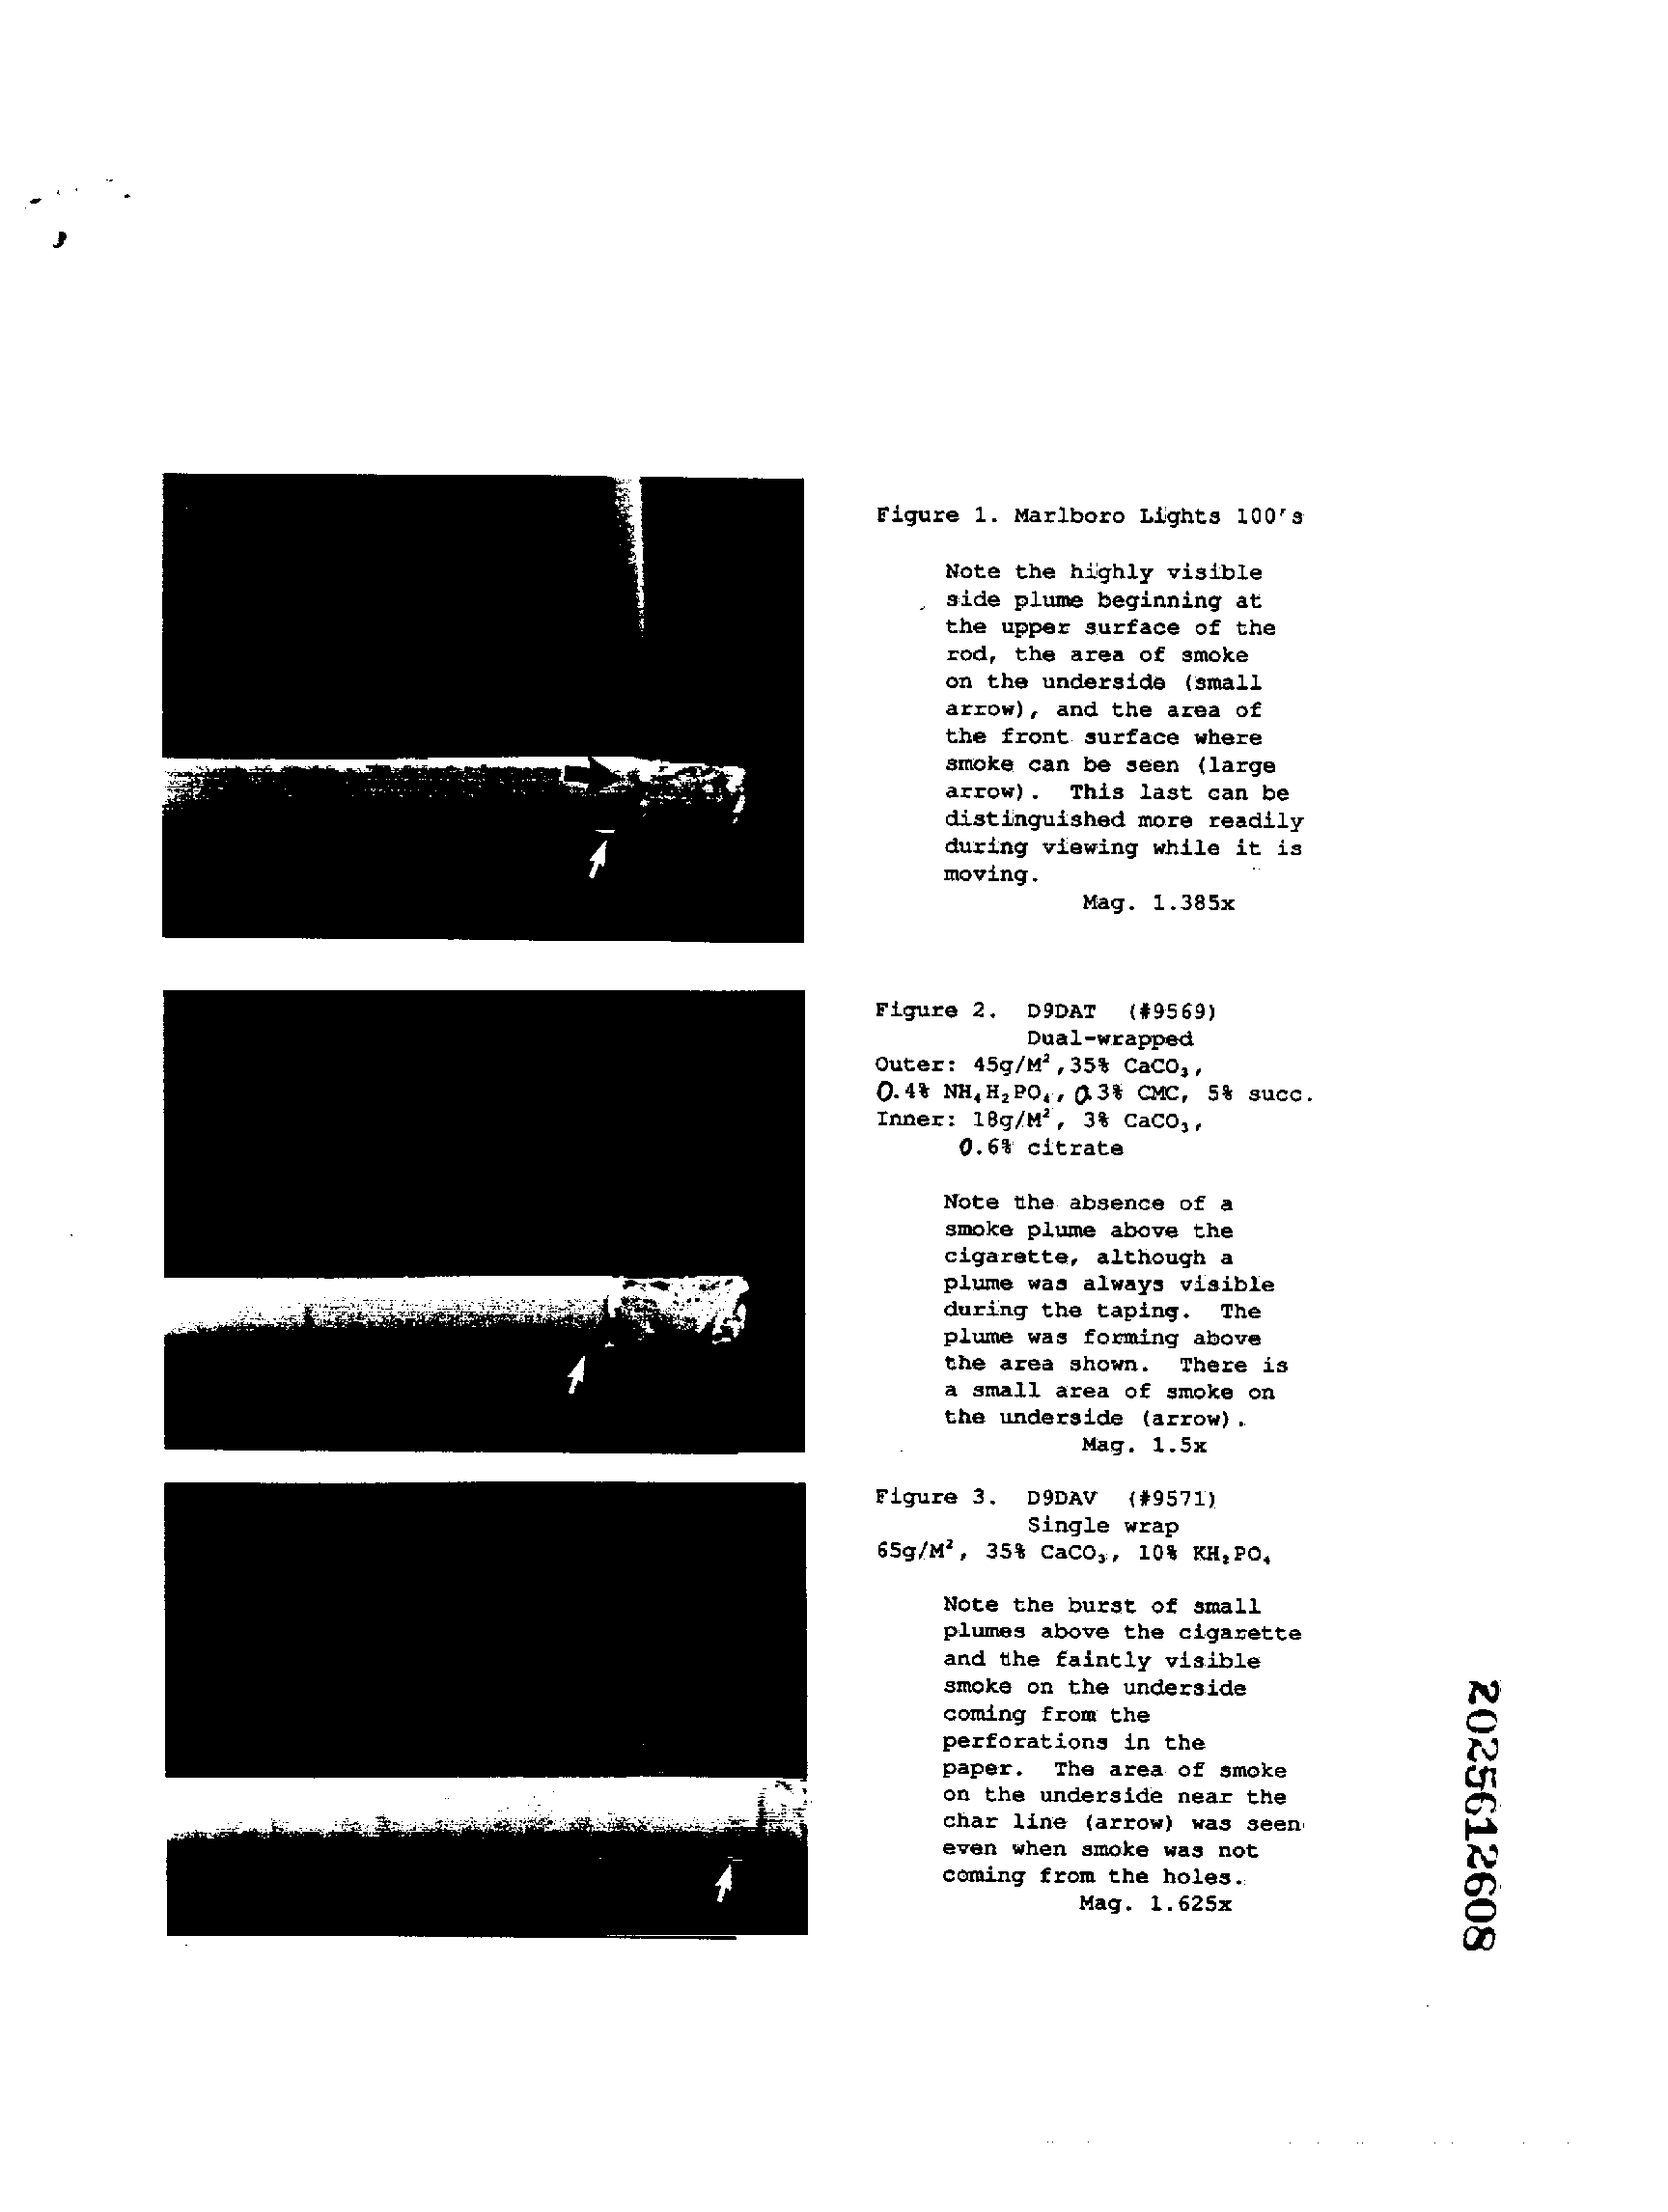 Figure 1. Marlboro Lights 100's
Note the highly visible
side plume beginning at
the upper surface of the
rod, the area of smoke
on the underside (small
arrow), and the area of
the front surface where
smoke can be seen (large
arrow). This last can be
distinguished more readily
during viewing while it is
moving.
Mag. 1.385x
Figure 2. D9DAT (#9569)
Dual-wrapped
Outer: 45g/M², 35% CaCO₃,
0.4% NH₄H₂PO₄, 0.3% CMC, 5% succ.
Inner: 18g/M², 3% CaCO₃,
0.6% citrate
Note the absence of a
smoke plume above the
cigarette, although a
plume was always visible
during the taping. The
plume was forming above
the area shown. There is
a small area of smoke on
the underside (arrow).
Mag. 1.5x
Figure 3. D9DAV (#9571)
Single wrap
65g/M², 35% CaCO₃, 10% KH₂PO₄
Note the burst of small
plumes above the cigarette
and the faintly visible
smoke on the underside
coming from the
perforations in the
paper. The area of smoke
on the underside near the
char line (arrow) was seen
even when smoke was not
coming from the holes.
Mag. 1.625x
2025612608